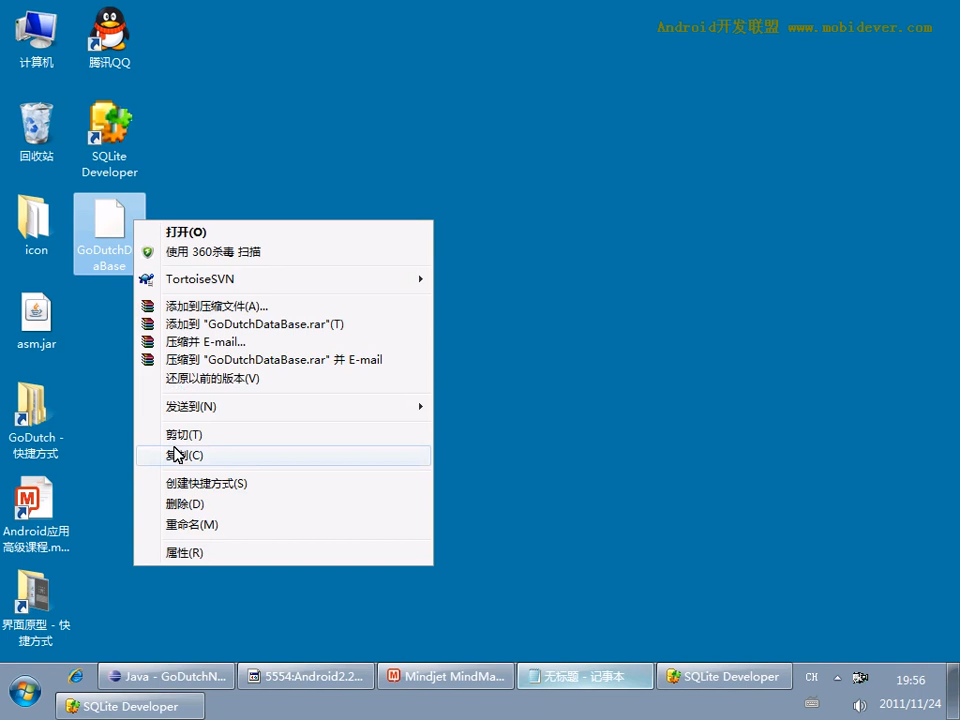 Android开发联盟 www.mobidever.com
计算机
腾讯QQ
回收站
SQLite
Developer
icon
GoDutchD
aBase
asm.jar
GoDutch -
快捷方式
Android应用
高级课程.m...
界面原型 - 快
捷方式
打开(O)
使用 360杀毒 扫描
TortoiseSVN
添加到压缩文件(A)...
添加到 "GoDutchDataBase.rar"(T)
压缩并 E-mail...
压缩到 "GoDutchDataBase.rar" 并 E-mail
还原以前的版本(V)
发送到(N)
剪切(T)
复制(C)
创建快捷方式(S)
删除(D)
重命名(M)
属性(R)
Java - GoDutchN...
5554:Android2.2...
Mindjet MindMa...
无标题 - 记事本
SQLite Developer
SQLite Developer
CH
19:56
2011/11/24